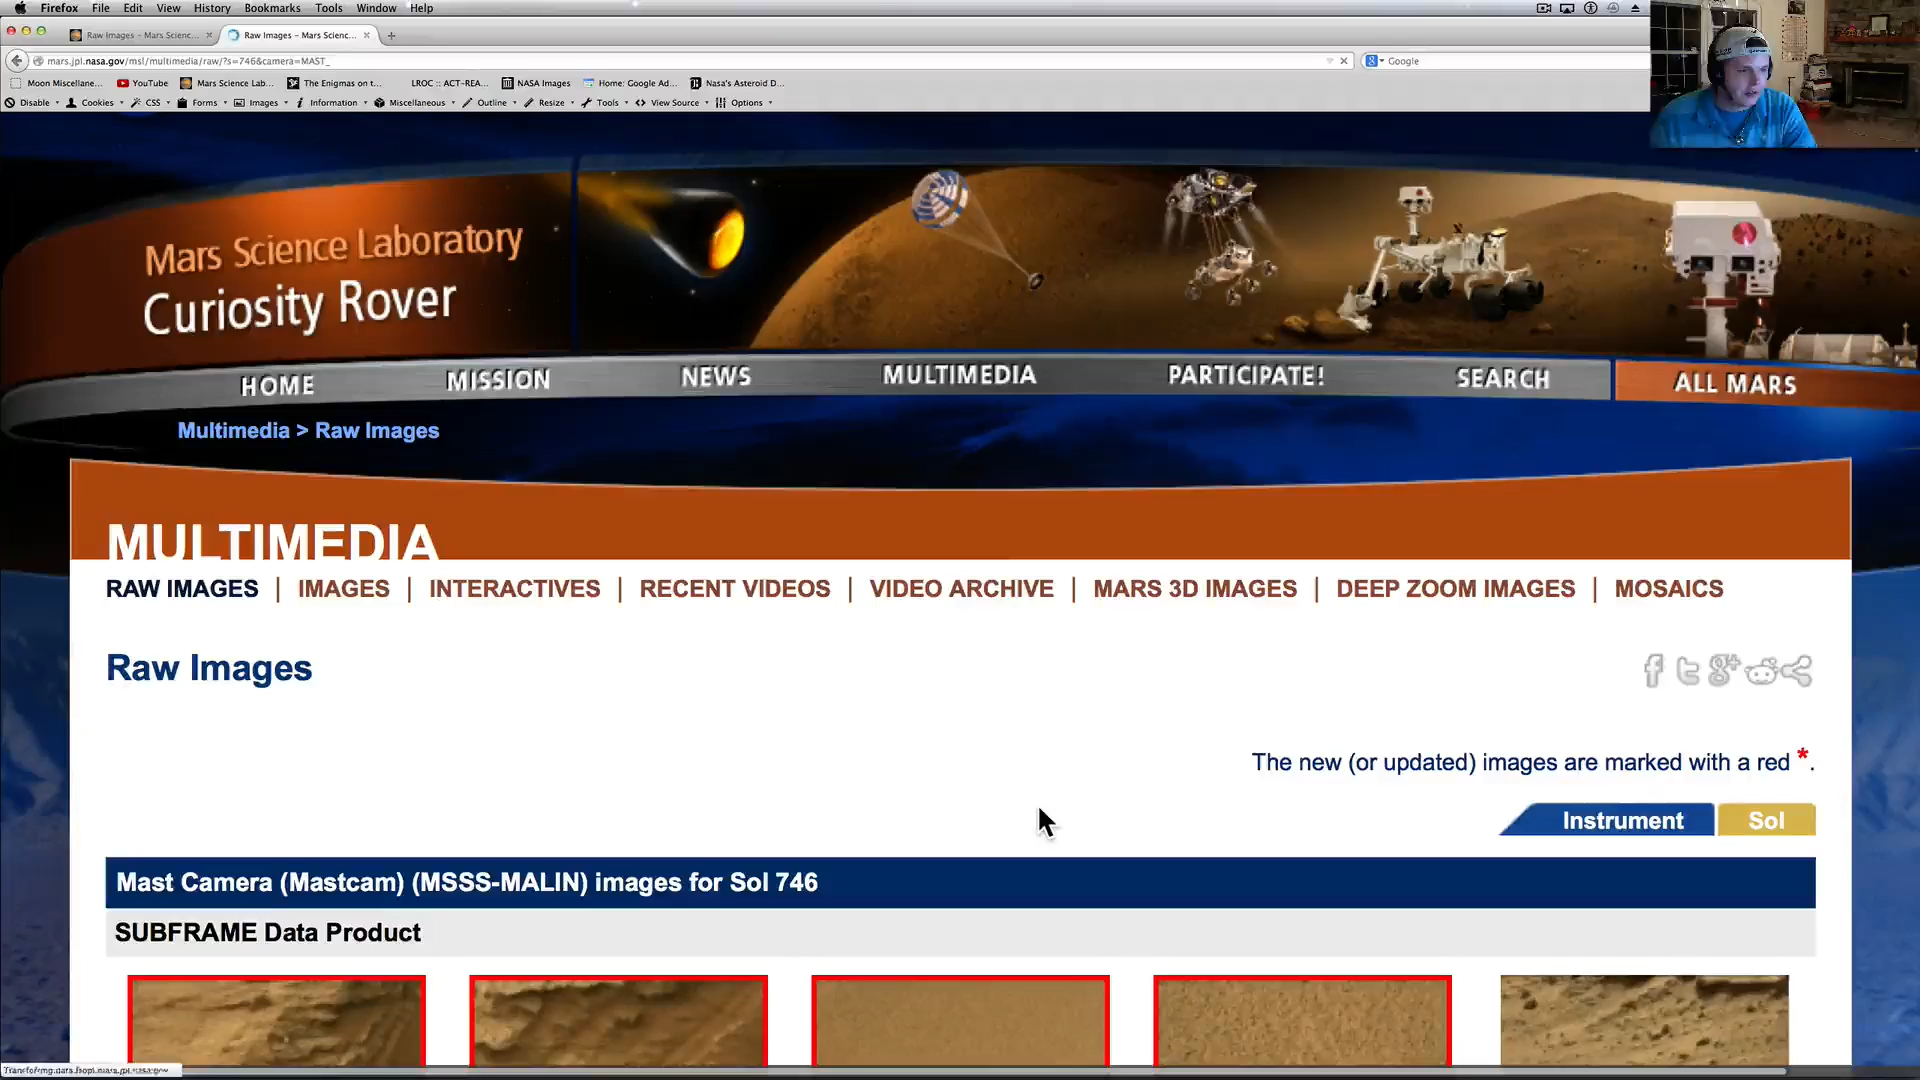 Firefox File Edit View History Bookmarks Tools Window Help
Raw Images – Mars Scienc... Raw Images – Mars Scienc...
mars.jpl.nasa.gov/msl/multimedia/raw/?s=746&camera=MAST_ Google
Moon Miscellane... YouTube Mars Science Lab... The Enigmas on t... LROC :: ACT-REA... NASA Images Home: Google Ad... Nasa's Asteroid D...
Disable Cookies CSS Forms Images Information Miscellaneous Outline Resize Tools View Source Options
Mars Science Laboratory
Curiosity Rover
HOME MISSION NEWS MULTIMEDIA PARTICIPATE! SEARCH ALL MARS
Multimedia > Raw Images
MULTIMEDIA
RAW IMAGES | IMAGES | INTERACTIVES | RECENT VIDEOS | VIDEO ARCHIVE | MARS 3D IMAGES | DEEP ZOOM IMAGES | MOSAICS
Raw Images
The new (or updated) images are marked with a red *.
Instrument Sol
Mast Camera (Mastcam) (MSSS-MALIN) images for Sol 746
SUBFRAME Data Product